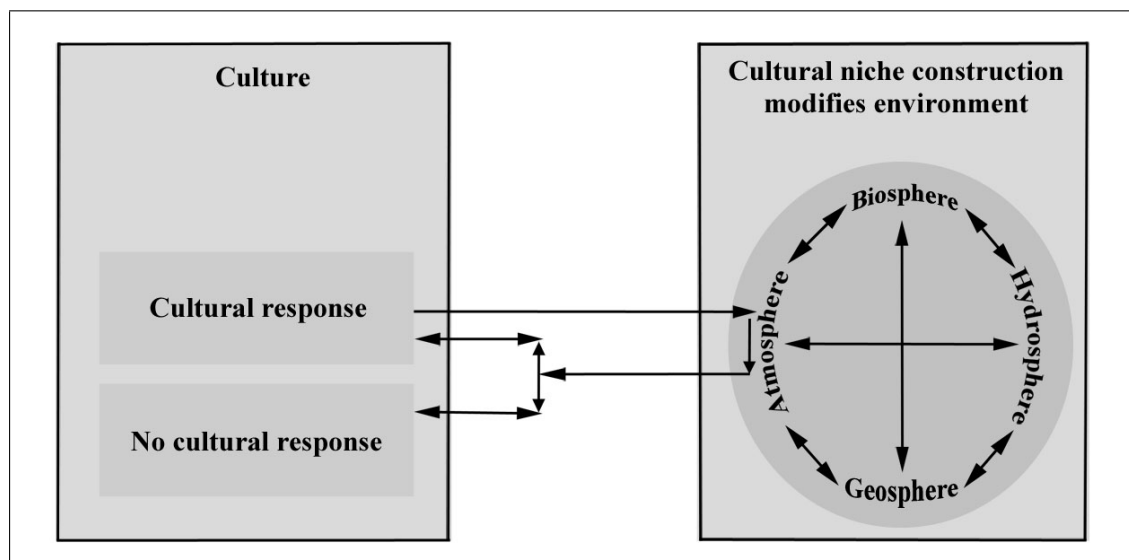 Culture
Cultural response
No cultural response
Cultural niche construction
modifies environment
Biosphere
Atmosphere
Hydrosphere
Geosphere